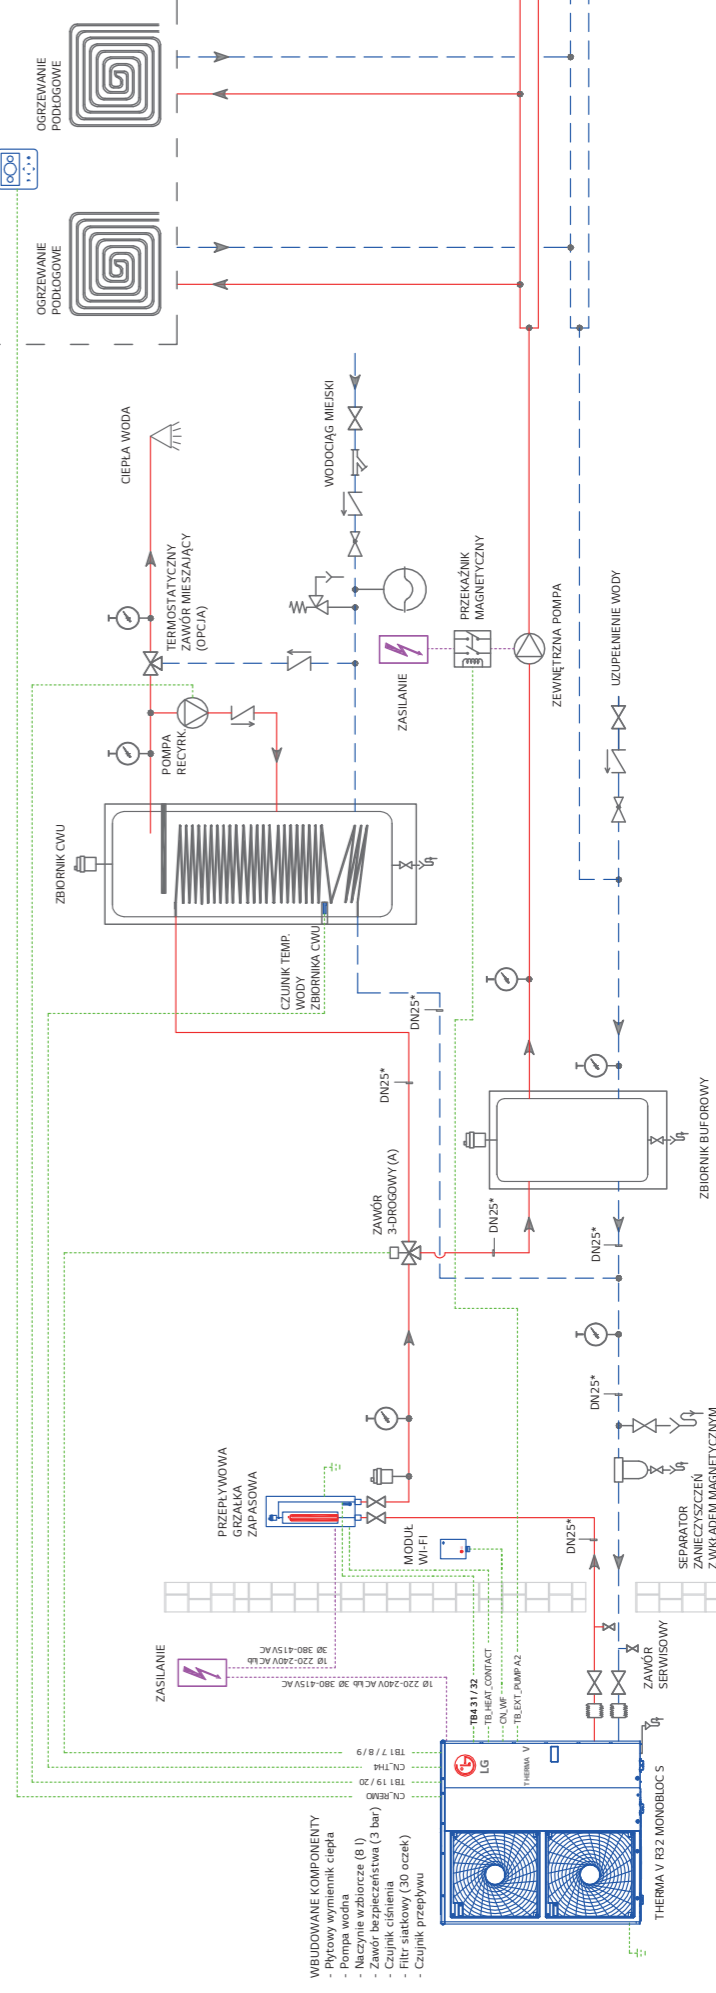 OGRZEWANIE
PODŁOGOWE
OGRZEWANIE
PODŁOGOWE
CIEPŁA WODA
WODOCIĄG MIEJSKI
TERMOSTATYCZNY
ZAWÓR MIESZAJĄCY
(OPCJA)
PRZEKAŹNIK
MAGNETYCZNY
ZASILANIE
ZEWNĘTRZNA POMPA
UZUPEŁNIENIE WODY
POMPA
RECYRK.
ZBIORNIK CWU
CZUJNIK TEMP.
WODY
ZBIORNIKA CWU
DN25*
DN25*
ZAWÓR
3-DROGOWY (A)
DN25*
DN25*
ZBIORNIK BUFOROWY
DN25*
PRZEPŁYWOWA
GRZAŁKA
ZAPASOWA
MODUŁ
WI-FI
DN25*
SEPARATOR
ZANIECZYSZCZEŃ
Z WKŁADEM MAGNETYCZNYM
ZASILANIE
1Ø 220-240V AC lub
3Ø 380-415V AC
1Ø 220-240V AC lub 3Ø 380-415V AC
ZAWÓR
SERWISOWY
TB4 31 / 32
TB_HEAT_CONTACT
CN_WF
TB_EXT_PUMP A2
TB1 7 / 8 / 9
CN_TH4
TB1 19 / 20
CN_REMO
LG
THERMA V
THERMA V R32 MONOBLOC S
WBUDOWANE KOMPONENTY
- Płytowy wymiennik ciepła
- Pompa wodna
- Naczynie wzbiorcze (8 l)
- Zawór bezpieczeństwa (3 bar)
- Czujnik ciśnienia
- Filtr siatkowy (30 oczek)
- Czujnik przepływu